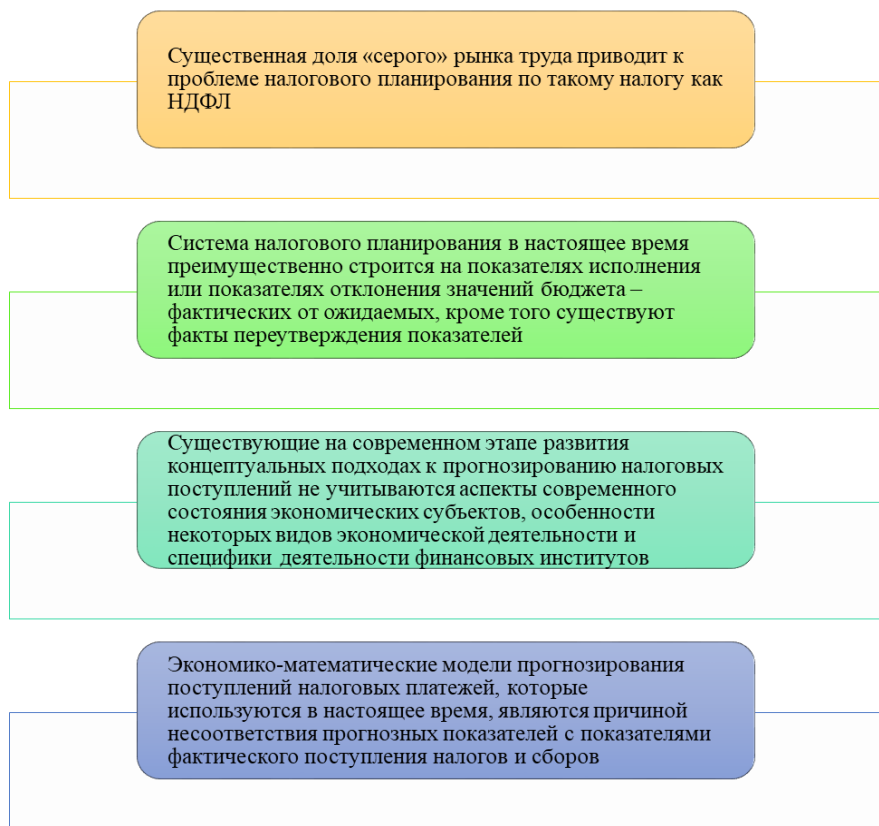 Существенная доля «серого» рынка труда приводит к
проблеме налогового планирования по такому налогу как
НДФЛ
Система налогового планирования в настоящее время
преимущественно строится на показателях исполнения
или показателях отклонения значений бюджета –
фактических от ожидаемых, кроме того существуют
факты переутверждения показателей
Существующие на современном этапе развития
концептуальных подходах к прогнозированию налоговых
поступлений не учитываются аспекты современного
состояния экономических субъектов, особенности
некоторых видов экономической деятельности и
специфики деятельности финансовых институтов
Экономико-математические модели прогнозирования
поступлений налоговых платежей, которые
используются в настоящее время, являются причиной
несоответствия прогнозных показателей с показателями
фактического поступления налогов и сборов